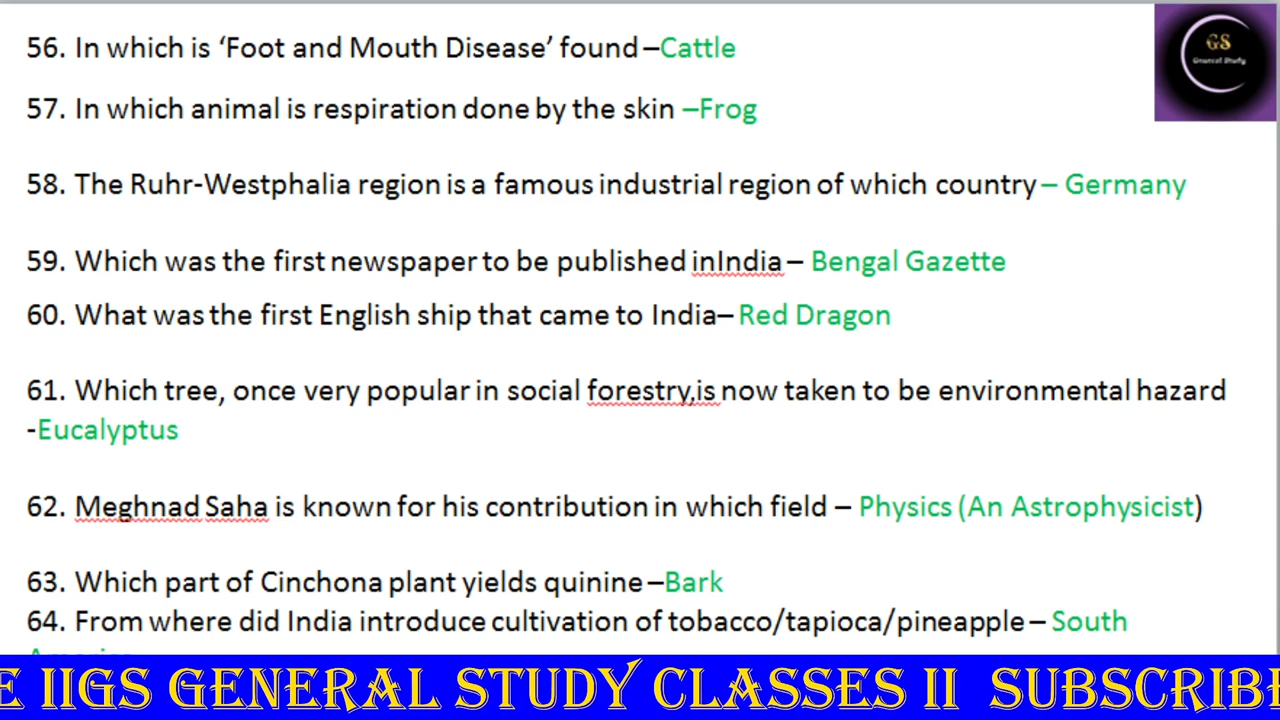 56. In which is ‘Foot and Mouth Disease’ found –Cattle
GS
General Study
57. In which animal is respiration done by the skin –Frog
58. The Ruhr-Westphalia region is a famous industrial region of which country – Germany
59. Which was the first newspaper to be published inIndia – Bengal Gazette
60. What was the first English ship that came to India– Red Dragon
61. Which tree, once very popular in social forestry,is now taken to be environmental hazard
-Eucalyptus
62. Meghnad Saha is known for his contribution in which field – Physics (An Astrophysicist)
63. Which part of Cinchona plant yields quinine –Bark
64. From where did India introduce cultivation of tobacco/tapioca/pineapple – South
E IIGS GENERAL STUDY CLASSES II SUBSCRIBE